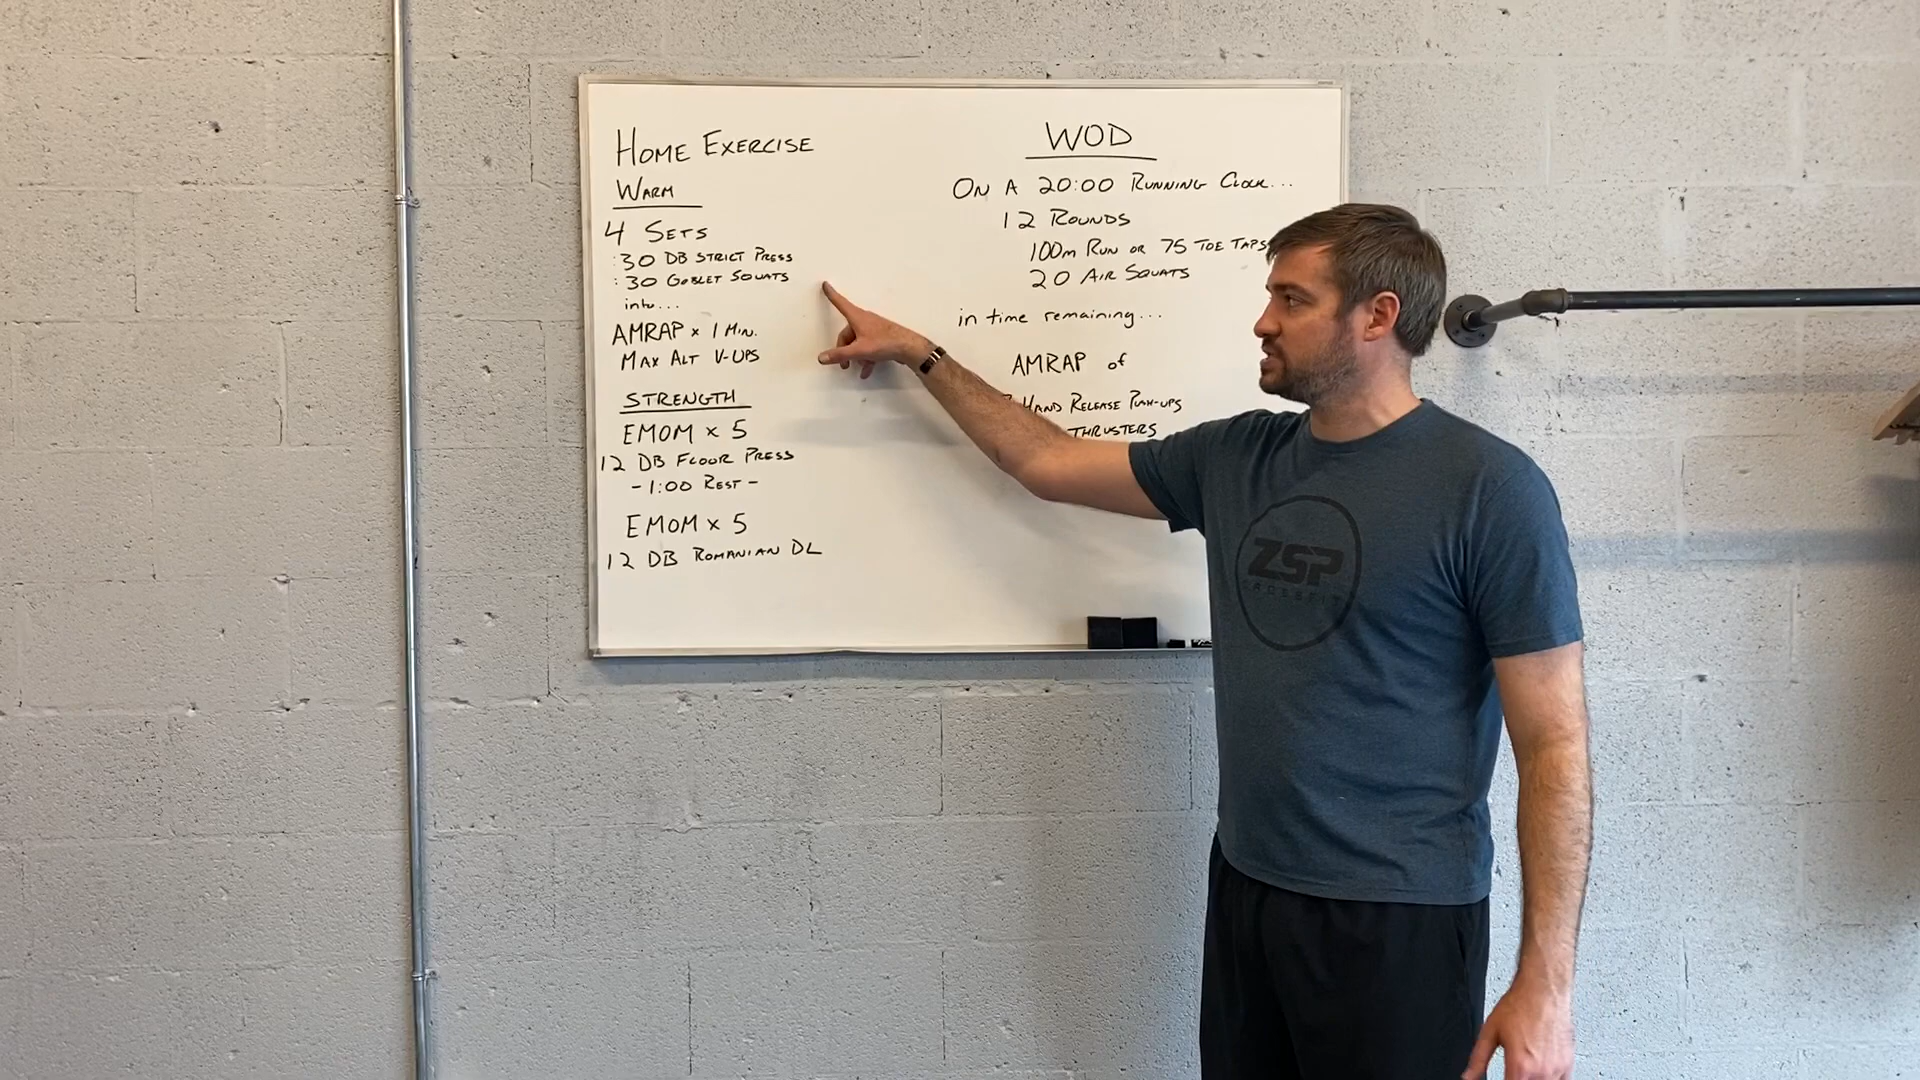 HOME EXERCISE
WARM
4 SETS
:30 DB STRICT PRESS
:30 GOBLET SQUATS
into...
AMRAP x 1 MIN.
MAX ALT V-UPS
STRENGTH
EMOM x 5
12 DB FLOOR PRESS
- 1:00 REST -
EMOM x 5
12 DB ROMANIAN DL
WOD
ON A 20:00 RUNNING CLOCK...
12 ROUNDS
100m RUN OR 75 TOE TAPS
20 AIR SQUATS
in time remaining...
AMRAP of
HAND RELEASE PUSH-UPS
THRUSTERS
ZSP
CROSSFIT